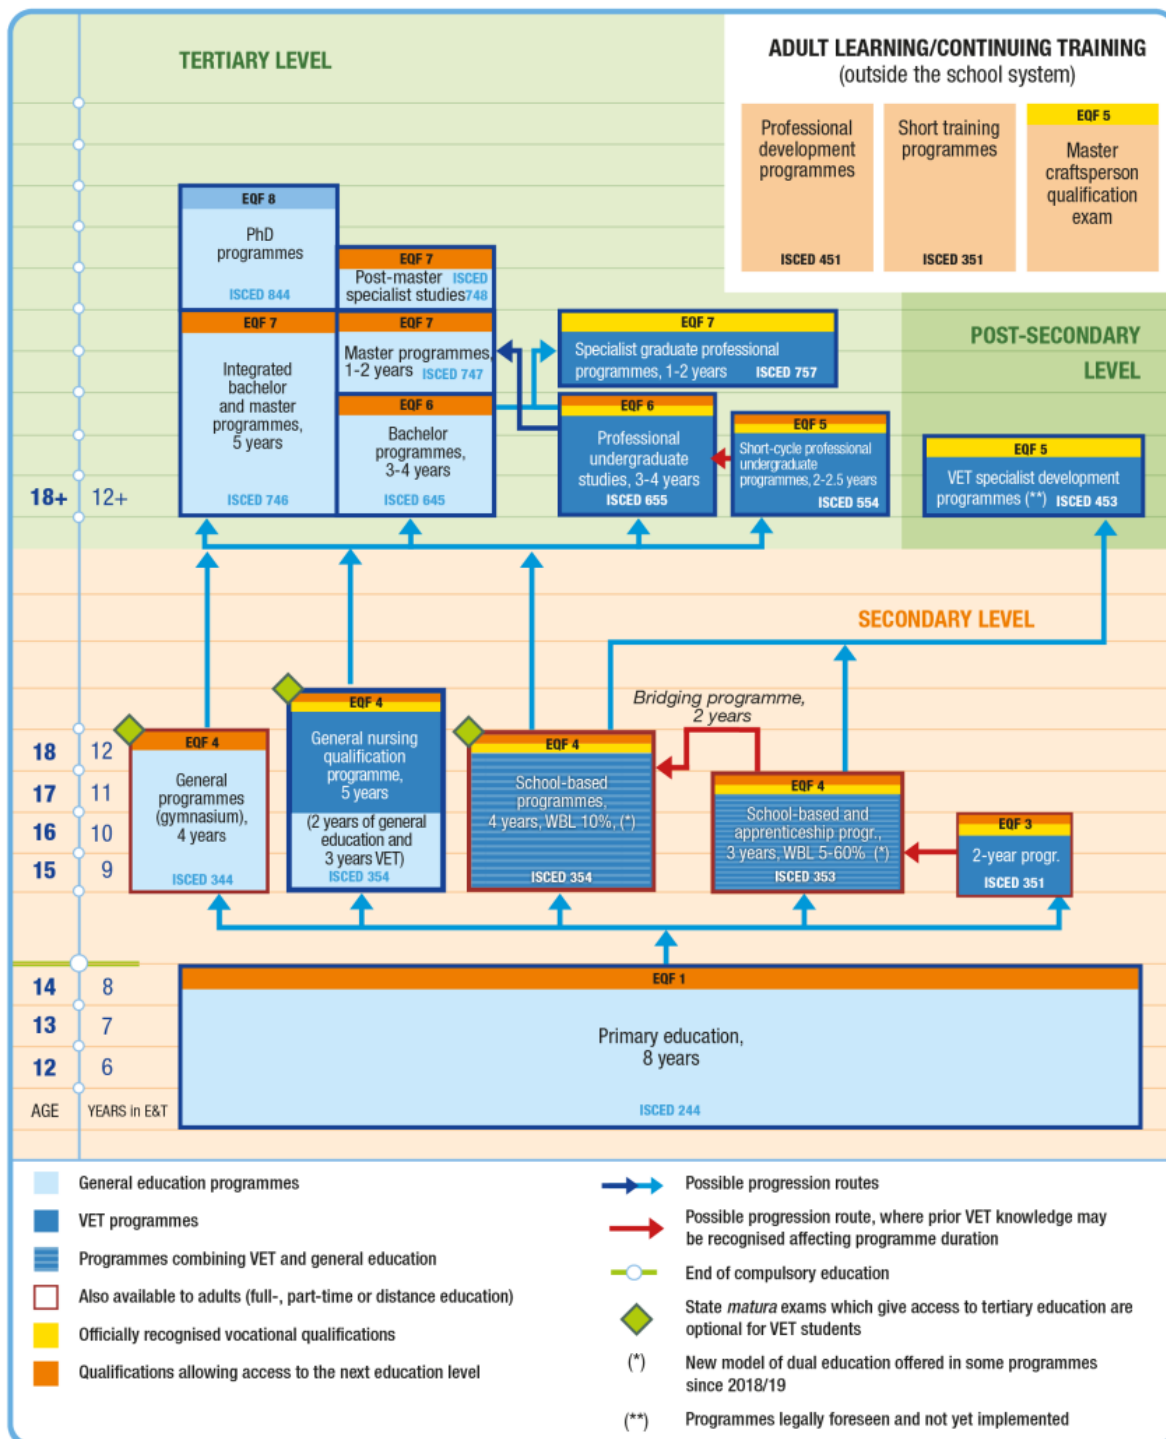 TERTIARY LEVEL
ADULT LEARNING/CONTINUING TRAINING
(outside the school system)
Professional
development
programmes
ISCED 451
Short training
programmes
ISCED 351
EQF 5
Master
craftsperson
qualification
exam
EQF 8
PhD
programmes
ISCED 844
EQF 7
Post-master ISCED
specialist studies748
EQF 7
Integrated
bachelor
and master
programmes,
5 years
ISCED 746
EQF 7
Master programmes,
1-2 years ISCED 747
EQF 6
Bachelor
programmes,
3-4 years
ISCED 645
EQF 7
Specialist graduate professional
programmes, 1-2 years ISCED 757
EQF 6
Professional
undergraduate
studies, 3-4 years
ISCED 655
EQF 5
Short-cycle professional
undergraduate
programmes, 2-2.5 years
ISCED 554
POST-SECONDARY
LEVEL
EQF 5
VET specialist development
programmes (**) ISCED 453
18+ 12+
SECONDARY LEVEL
Bridging programme,
2 years
EQF 4
General
programmes
(gymnasium),
4 years
ISCED 344
EQF 4
General nursing
qualification
programme,
5 years
(2 years of general
education and
3 years VET)
ISCED 354
EQF 4
School-based
programmes,
4 years, WBL 10%, (*)
ISCED 354
EQF 4
School-based and
apprenticeship progr.,
3 years, WBL 5-60% (*)
ISCED 353
EQF 3
2-year progr.
ISCED 351
18 12
17 11
16 10
15 9
EQF 1
Primary education,
8 years
ISCED 244
14 8
13 7
12 6
AGE YEARS in E&T
General education programmes
VET programmes
Programmes combining VET and general education
Also available to adults (full-, part-time or distance education)
Officially recognised vocational qualifications
Qualifications allowing access to the next education level
Possible progression routes
Possible progression route, where prior VET knowledge may
be recognised affecting programme duration
End of compulsory education
State matura exams which give access to tertiary education are
optional for VET students
(*) New model of dual education offered in some programmes
since 2018/19
(**) Programmes legally foreseen and not yet implemented